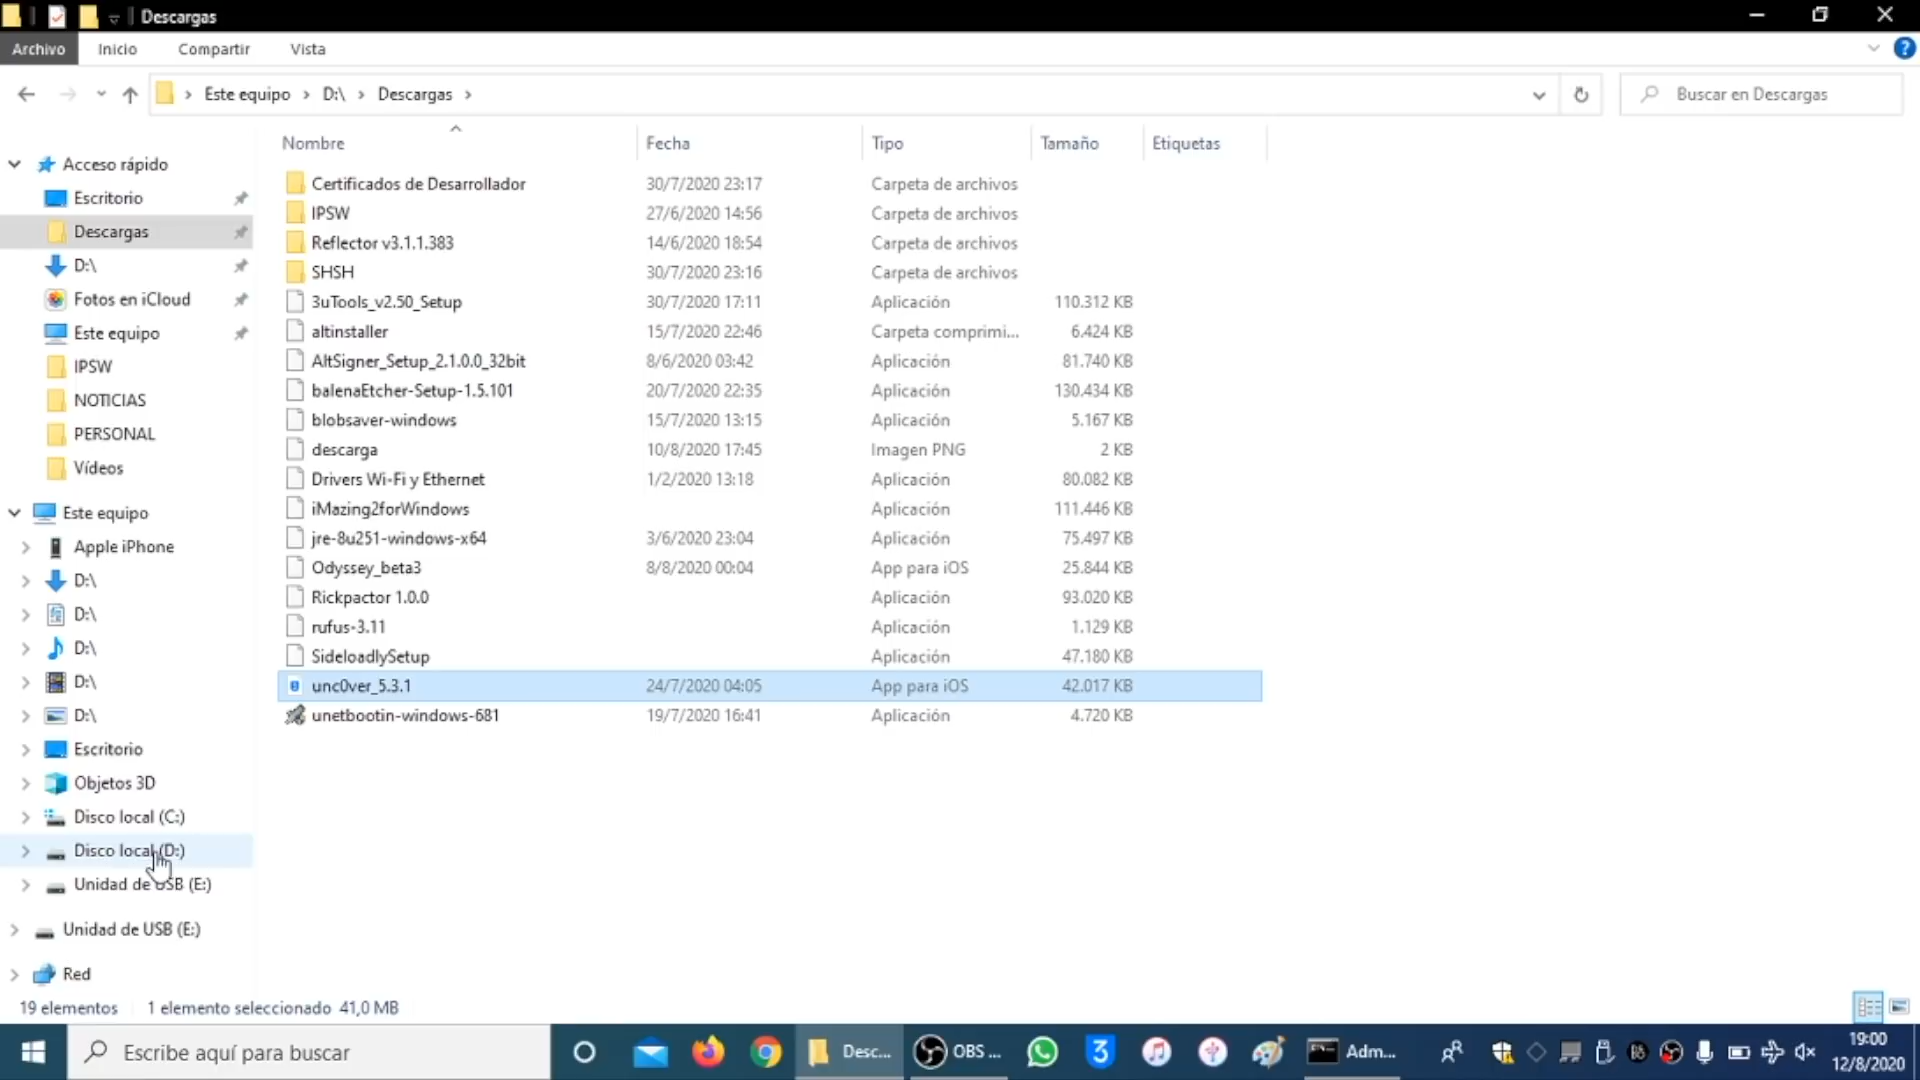 Descargas
Archivo Inicio Compartir Vista
Este equipo D:\ Descargas
Buscar en Descargas
Nombre Fecha Tipo Tamaño Etiquetas
Acceso rápido
Escritorio
Descargas
D:\
Fotos en iCloud
Este equipo
IPSW
NOTICIAS
PERSONAL
Vídeos
Este equipo
Apple iPhone
D:\
D:\
D:\
D:\
D:\
Escritorio
Objetos 3D
Disco local (C:)
Disco local (D:)
Unidad de USB (E:)
Unidad de USB (E:)
Red
Certificados de Desarrollador 30/7/2020 23:17 Carpeta de archivos
IPSW 27/6/2020 14:56 Carpeta de archivos
Reflector v3.1.1.383 14/6/2020 18:54 Carpeta de archivos
SHSH 30/7/2020 23:16 Carpeta de archivos
3uTools_v2.50_Setup 30/7/2020 17:11 Aplicación 110.312 KB
altinstaller 15/7/2020 22:46 Carpeta comprimi... 6.424 KB
AltSigner_Setup_2.1.0.0_32bit 8/6/2020 03:42 Aplicación 81.740 KB
balenaEtcher-Setup-1.5.101 20/7/2020 22:35 Aplicación 130.434 KB
blobsaver-windows 15/7/2020 13:15 Aplicación 5.167 KB
descarga 10/8/2020 17:45 Imagen PNG 2 KB
Drivers Wi-Fi y Ethernet 1/2/2020 13:18 Aplicación 80.082 KB
iMazing2forWindows Aplicación 111.446 KB
jre-8u251-windows-x64 3/6/2020 23:04 Aplicación 75.497 KB
Odyssey_beta3 8/8/2020 00:04 App para iOS 25.844 KB
Rickpactor 1.0.0 Aplicación 93.020 KB
rufus-3.11 Aplicación 1.129 KB
SideloadlySetup Aplicación 47.180 KB
unc0ver_5.3.1 24/7/2020 04:05 App para iOS 42.017 KB
unetbootin-windows-681 19/7/2020 16:41 Aplicación 4.720 KB
19 elementos 1 elemento seleccionado 41,0 MB
Escribe aquí para buscar
Desc...
OBS ...
Adm...
19:00
12/8/2020